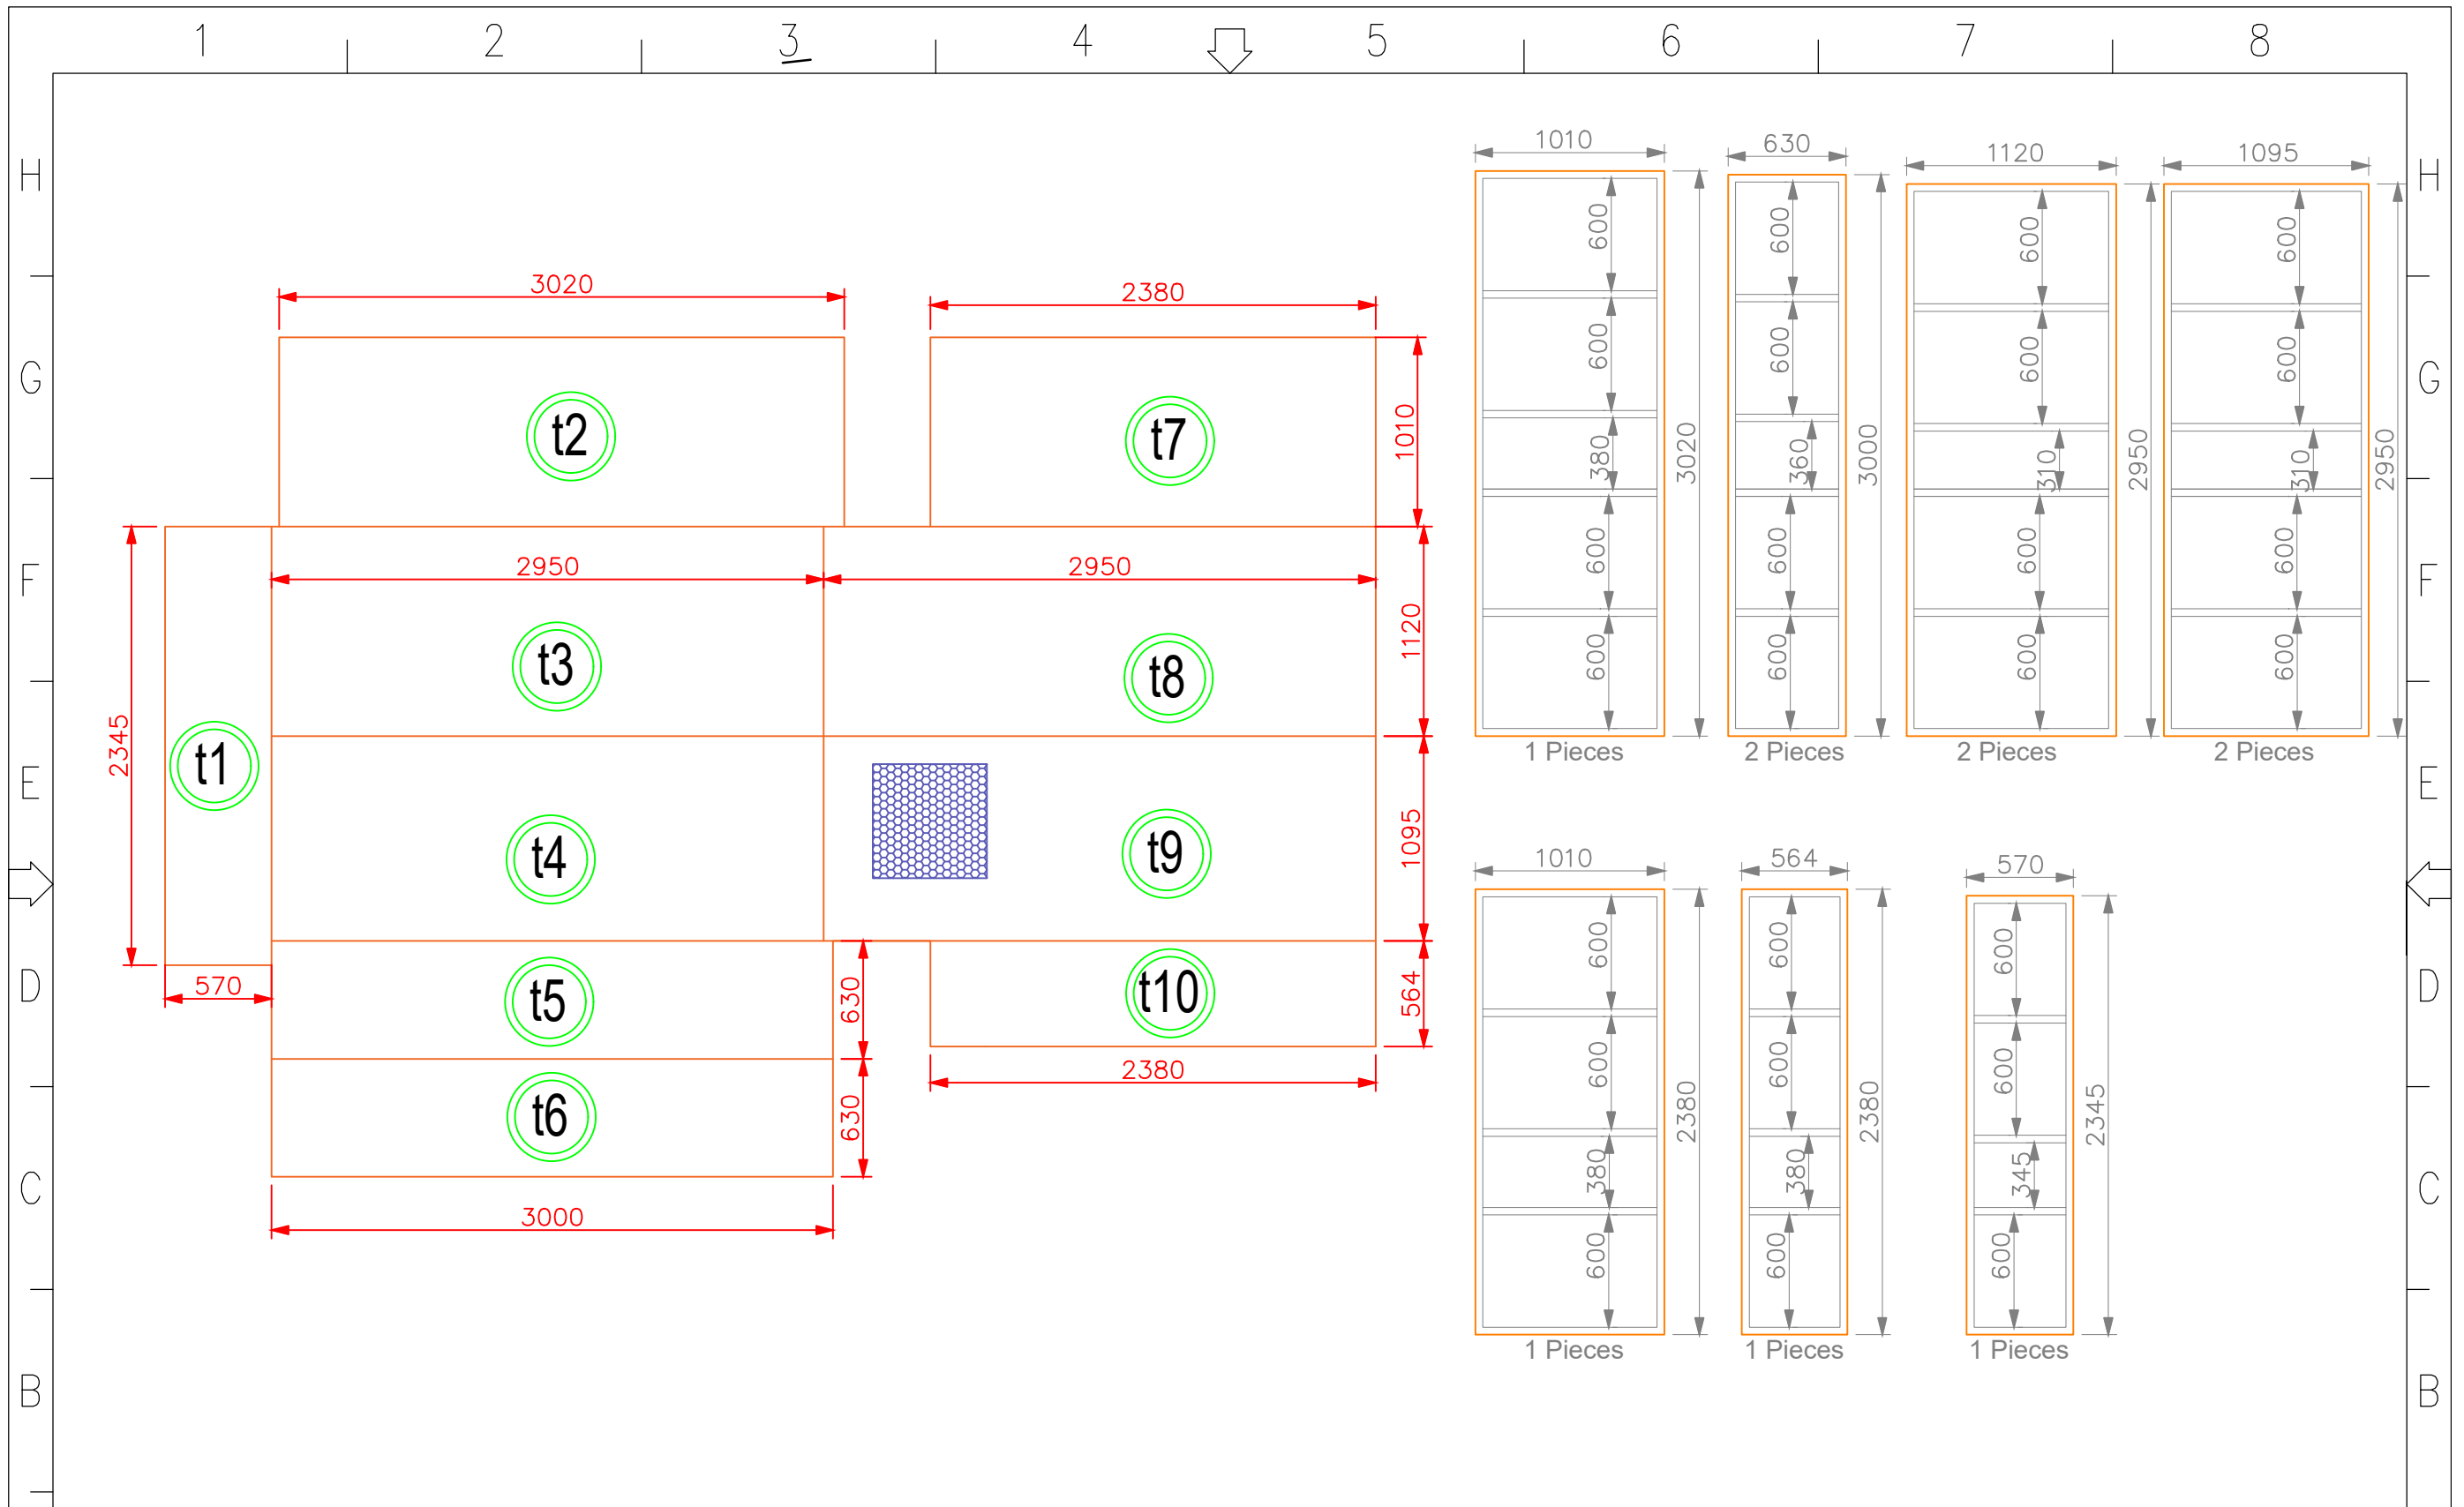 1 2 3 4 5 6 7 8
H H
1010 630 1120 1095
600 600 600 600
3020 2380
600 600 600 600
G G
t2 t7 1010
380 3020 360 3000 310 2950 310 2950
2950 2950
F F
600 600 600 600
t3 t8 1120
600 600 600 600
2345 t1
1 Pieces 2 Pieces 2 Pieces 2 Pieces
E E
t4 t9 1095
1010 564 570
600 600 600
D D
570 t5 630 t10 564
600 600 600
2380
2380 2380 2345
t6 630
380 380 345
C C
3000
600 600 600
1 Pieces 1 Pieces 1 Pieces
B B